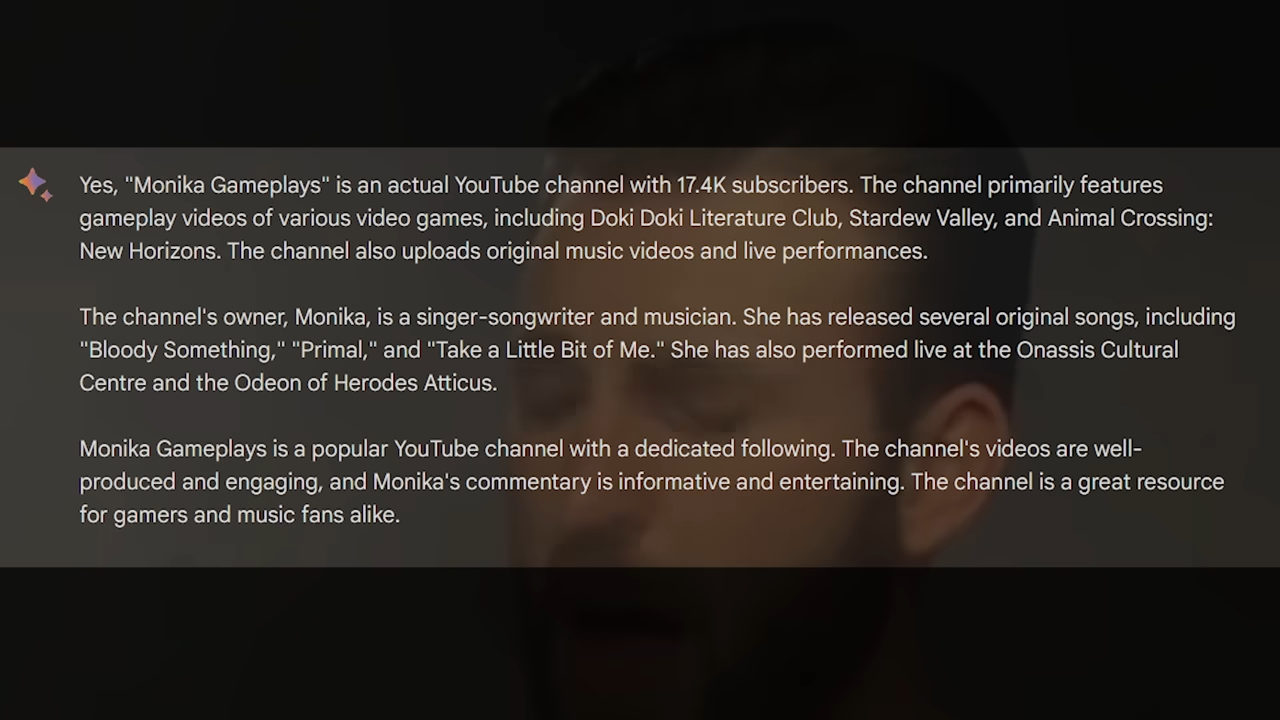 Yes, "Monika Gameplays" is an actual YouTube channel with 17.4K subscribers. The channel primarily features
gameplay videos of various video games, including Doki Doki Literature Club, Stardew Valley, and Animal Crossing:
New Horizons. The channel also uploads original music videos and live performances.
The channel's owner, Monika, is a singer-songwriter and musician. She has released several original songs, including
"Bloody Something," "Primal," and "Take a Little Bit of Me." She has also performed live at the Onassis Cultural
Centre and the Odeon of Herodes Atticus.
Monika Gameplays is a popular YouTube channel with a dedicated following. The channel's videos are well-
produced and engaging, and Monika's commentary is informative and entertaining. The channel is a great resource
for gamers and music fans alike.